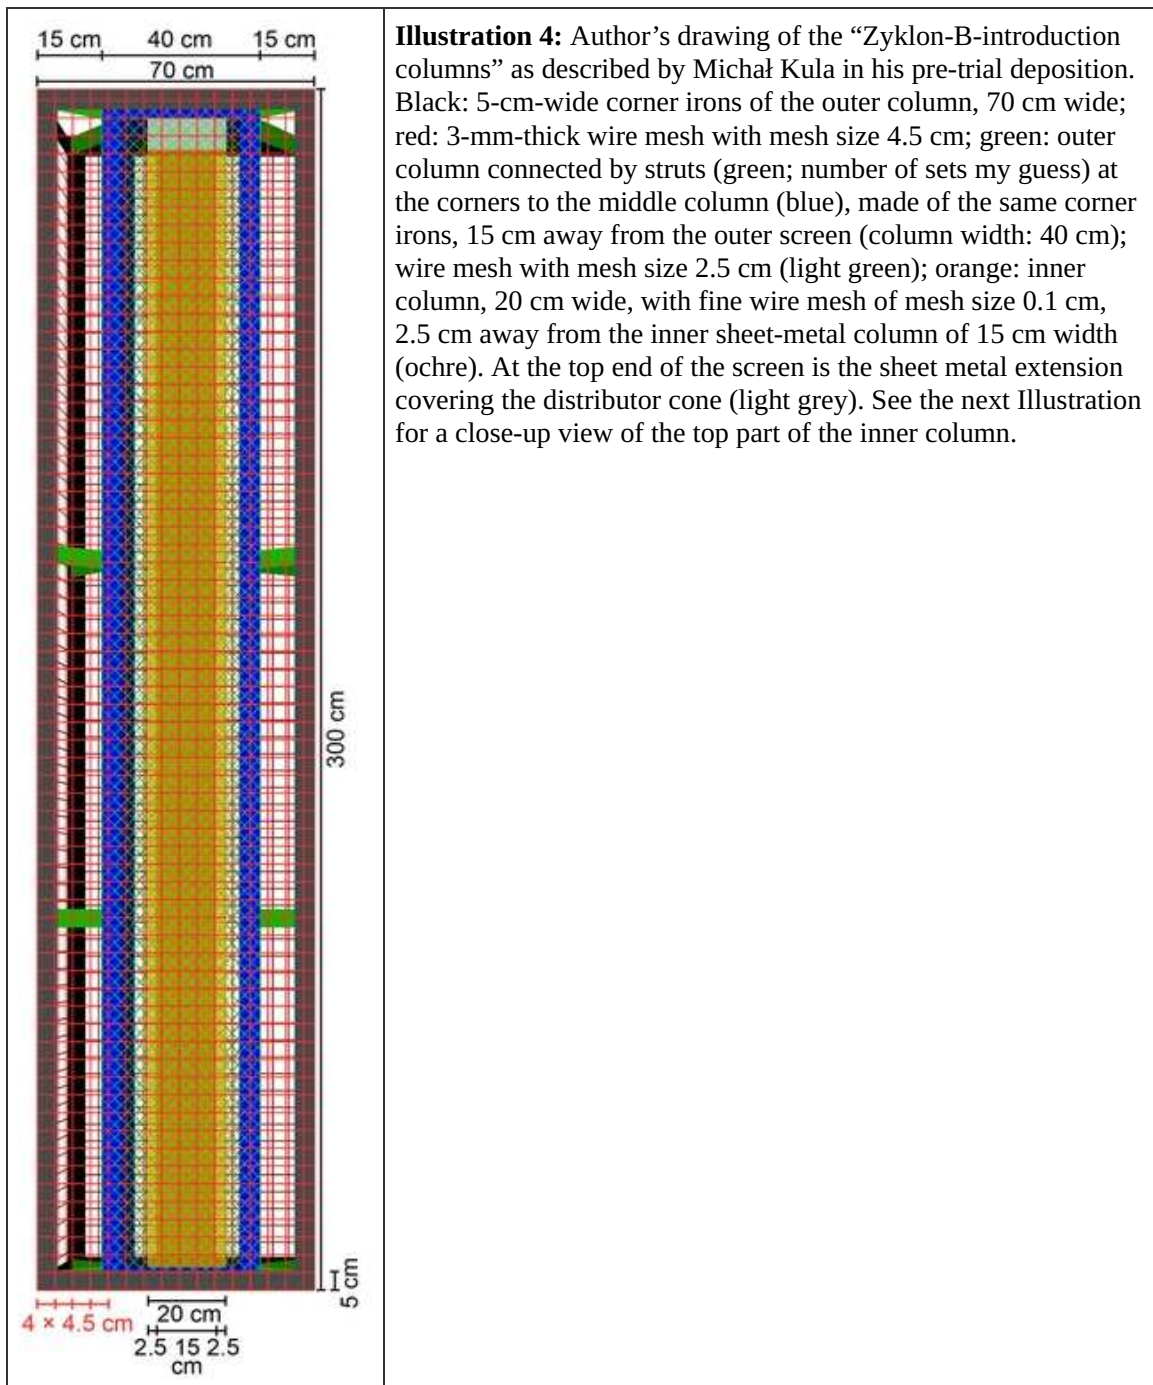 15 cm 40 cm 15 cm
70 cm
300 cm
5 cm
4 × 4.5 cm
20 cm
2.5 15 2.5
cm
Illustration 4: Author’s drawing of the “Zyklon-B-introduction
columns” as described by Michał Kula in his pre-trial deposition.
Black: 5-cm-wide corner irons of the outer column, 70 cm wide;
red: 3-mm-thick wire mesh with mesh size 4.5 cm; green: outer
column connected by struts (green; number of sets my guess) at
the corners to the middle column (blue), made of the same corner
irons, 15 cm away from the outer screen (column width: 40 cm);
wire mesh with mesh size 2.5 cm (light green); orange: inner
column, 20 cm wide, with fine wire mesh of mesh size 0.1 cm,
2.5 cm away from the inner sheet-metal column of 15 cm width
(ochre). At the top end of the screen is the sheet metal extension
covering the distributor cone (light grey). See the next Illustration
for a close-up view of the top part of the inner column.